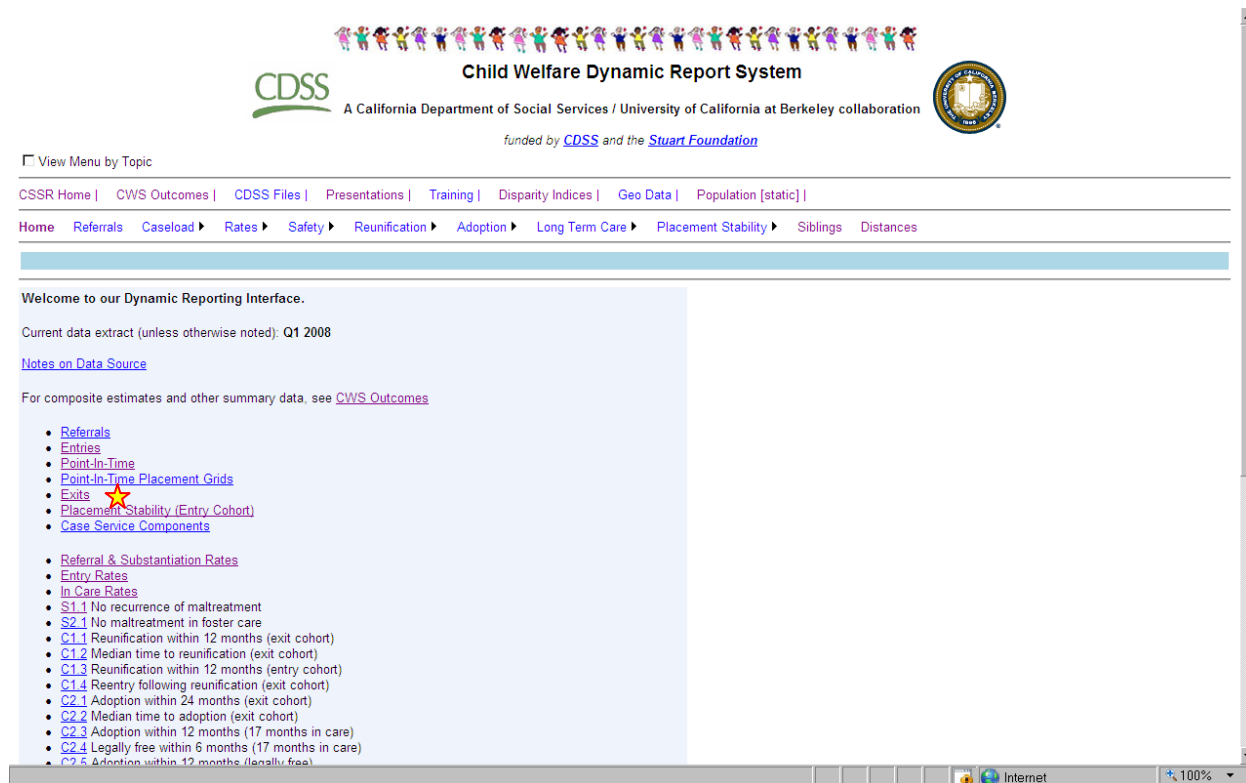 Child Welfare Dynamic Report System
CDSS
A California Department of Social Services / University of California at Berkeley collaboration
funded by CDSS and the Stuart Foundation
View Menu by Topic
CSSR Home | CWS Outcomes | CDSS Files | Presentations | Training | Disparity Indices | Geo Data | Population [static] |
Home Referrals Caseload Rates Safety Reunification Adoption Long Term Care Placement Stability Siblings Distances
Welcome to our Dynamic Reporting Interface.
Current data extract (unless otherwise noted): Q1 2008
Notes on Data Source
For composite estimates and other summary data, see CWS Outcomes
Referrals
Entries
Point-In-Time
Point-In-Time Placement Grids
Exits
Placement Stability (Entry Cohort)
Case Service Components
Referral & Substantiation Rates
Entry Rates
In Care Rates
S1.1 No recurrence of maltreatment
S2.1 No maltreatment in foster care
C1.1 Reunification within 12 months (exit cohort)
C1.2 Median time to reunification (exit cohort)
C1.3 Reunification within 12 months (entry cohort)
C1.4 Reentry following reunification (exit cohort)
C2.1 Adoption within 24 months (exit cohort)
C2.2 Median time to adoption (exit cohort)
C2.3 Adoption within 12 months (17 months in care)
C2.4 Legally free within 6 months (17 months in care)
C2.5 Adoption within 12 months (legally free)
Internet
100%